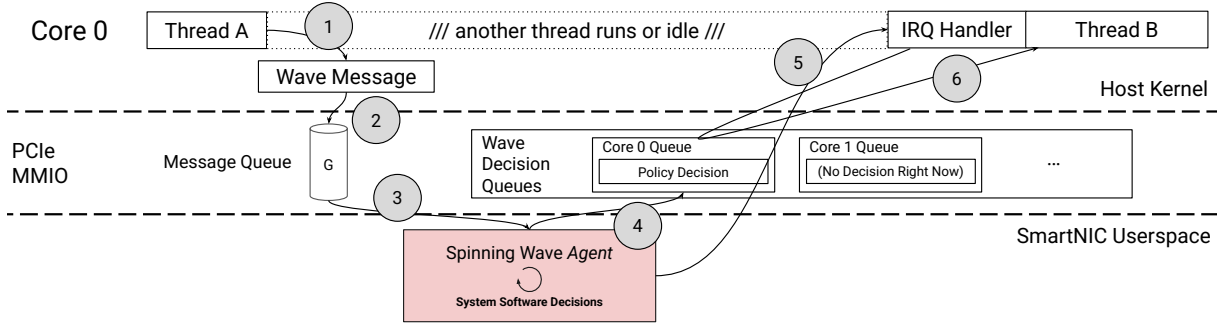 Core 0
Thread A
1
/// another thread runs or idle ///
IRQ Handler
Thread B
Wave Message
5
6
Host Kernel
2
PCIe
MMIO
Message Queue
G
Wave
Decision
Queues
Core 0 Queue
Policy Decision
Core 1 Queue
(No Decision Right Now)
...
3
4
SmartNIC Userspace
Spinning Wave Agent
System Software Decisions